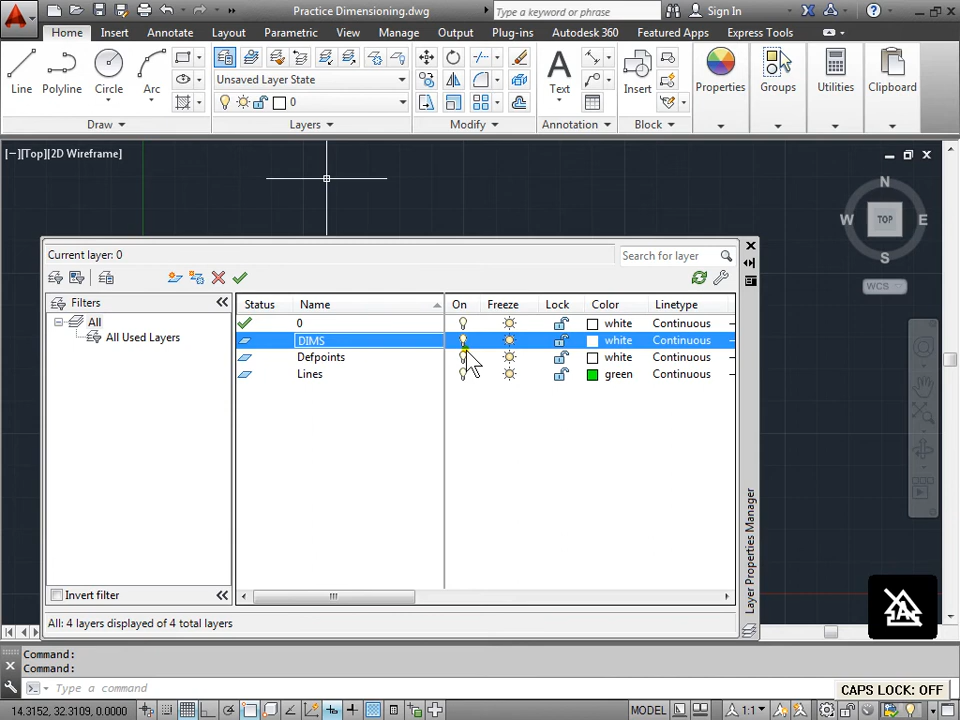 Practice Dimensioning.dwg
Type a keyword or phrase
Sign In
Home Insert Annotate Layout Parametric View Manage Output Plug-ins Autodesk 360 Featured Apps Express Tools
Unsaved Layer State
0
Line Polyline Circle Arc Text Insert Properties Groups Utilities Clipboard
Draw Layers Modify Annotation Block
[−][Top][2D Wireframe]
N
W TOP E
S
WCS
Current layer: 0
Search for layer
Filters
All
All Used Layers
Invert filter
Status Name On Freeze Lock Color Linetype
0 white Continuous
DIMS white Continuous
Defpoints white Continuous
Lines green Continuous
All: 4 layers displayed of 4 total layers
Layer Properties Manager
Command:
Command:
Type a command
CAPS LOCK: OFF
14.3152, 32.3109, 0.0000
MODEL
1:1